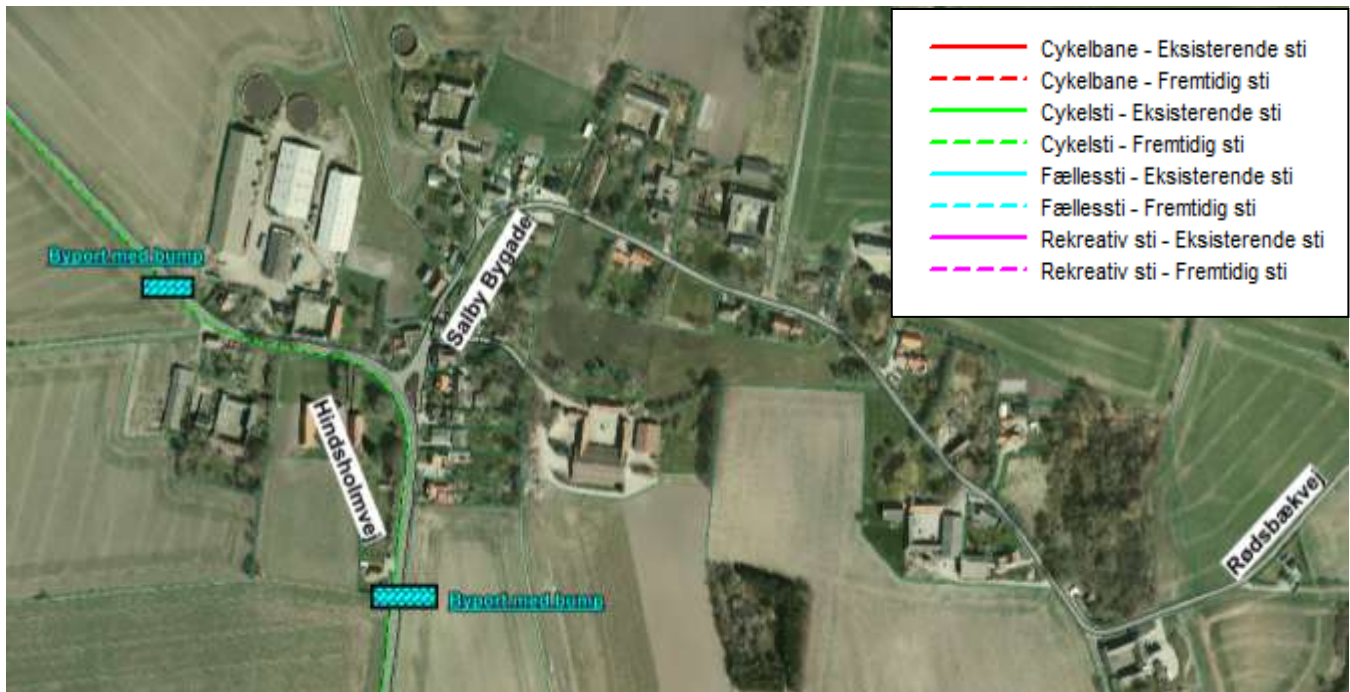 Cykelbane - Eksisterende sti
Cykelbane - Fremtidig sti
Cykelsti - Eksisterende sti
Cykelsti - Fremtidig sti
Fællessti - Eksisterende sti
Fællessti - Fremtidig sti
Rekreativ sti - Eksisterende sti
Rekreativ sti - Fremtidig sti
Byport med bump
Salby Bygade
Hindsholmvej
Rødsbækvej
Byport med bump